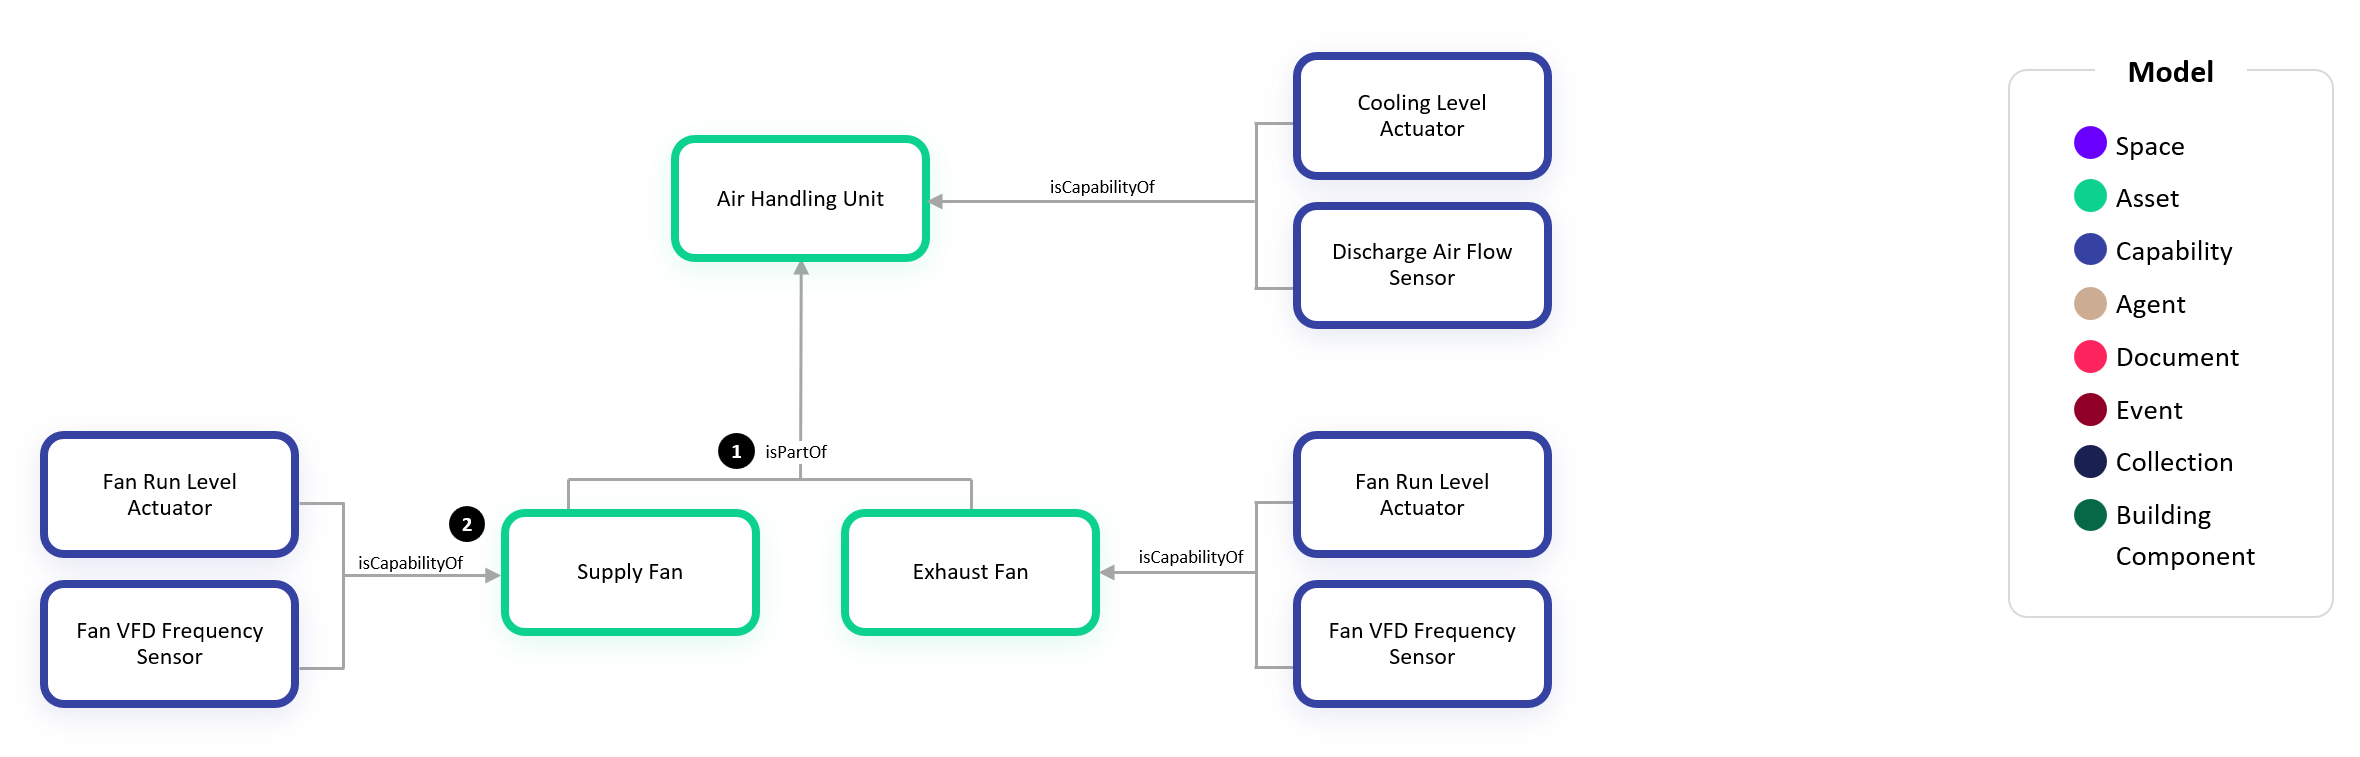 Cooling Level
Actuator
Model
Space
Air Handling Unit
isCapabilityOf
Asset
Discharge Air Flow
Sensor
Capability
Agent
Document
Event
1
isPartOf
Collection
Fan Run Level
Actuator
Fan Run Level
Actuator
2
Building
Component
isCapabilityOf
Supply Fan
Exhaust Fan
isCapabilityOf
Fan VFD Frequency
Sensor
Fan VFD Frequency
Sensor